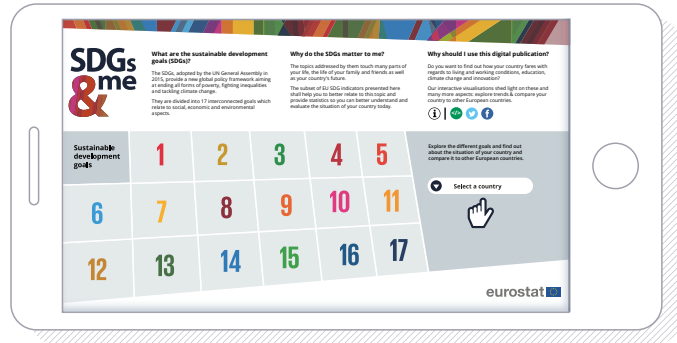 SDGs
& me
What are the sustainable development
goals (SDGs)?
The SDGs, adopted by the UN General Assembly in
2015, provide a new global policy framework aiming
at ending all forms of poverty, fighting inequalities
and tackling climate change.
They are divided into 17 interconnected goals which
relate to social, economic and environmental
aspects.
Why do the SDGs matter to me?
The topics addressed by them touch many parts of
your life, the life of your family and friends as well
as your country's future.
The subset of EU SDG indicators presented here
shall help you to better relate to this topic and
provide statistics so you can better understand and
evaluate the situation of your country today.
Why should I use this digital publication?
Do you want to find out how your country fares with
regards to living and working conditions, education,
climate change and innovation?
Our interactive visualisations shed light on these and
many more aspects: explore trends & compare your
country to other European countries.
Sustainable
development
goals
1 2 3 4 5
6 7 8 9 10 11
12 13 14 15 16 17
Explore the different goals and find out
about the situation of your country and
compare it to other European countries.
Select a country
eurostat